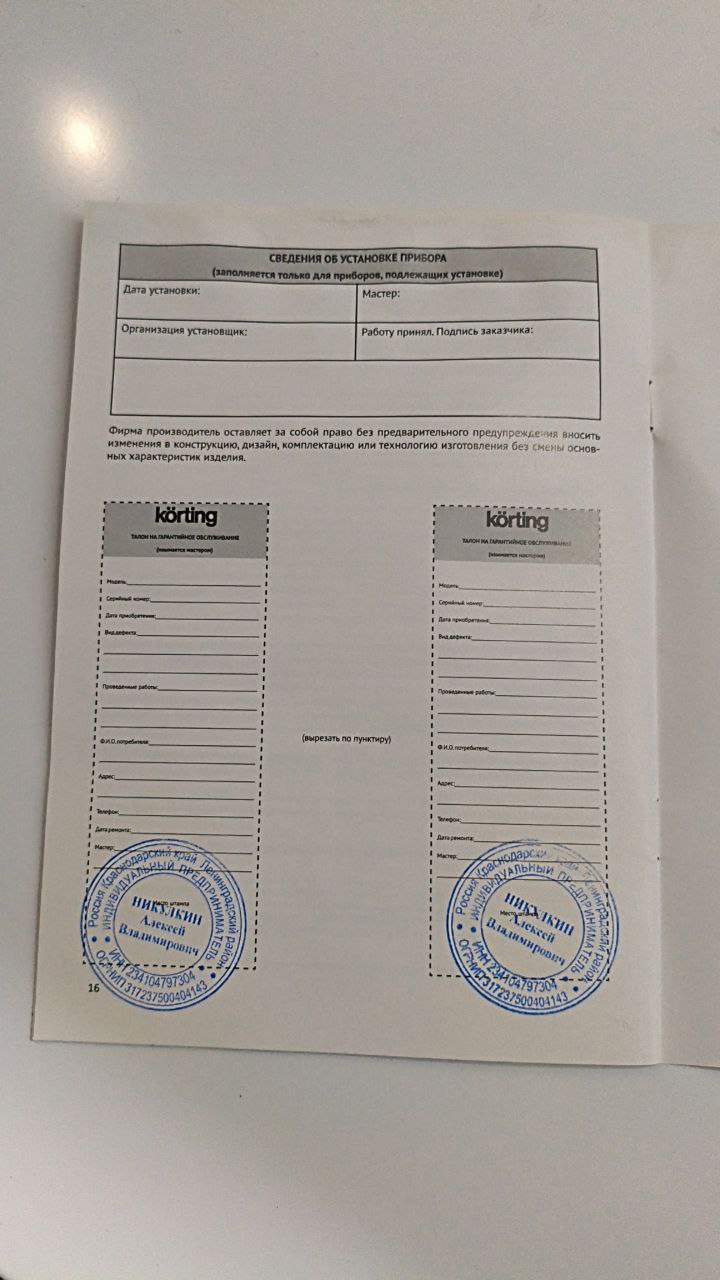 СВЕДЕНИЯ ОБ УСТАНОВКЕ ПРИБОРА
(заполняется только для приборов, подлежащих установке)
Дата установки:
Мастер:
Организация установщик:
Работу принял. Подпись заказчика:
Фирма производитель оставляет за собой право без предварительного предупреждения вносить
изменения в конструкцию, дизайн, комплектацию или технологию изготовления без смены основ-
ных характеристик изделия.
körting
ТАЛОН НА ГАРАНТИЙНОЕ ОБСЛУЖИВАНИЕ
(изымается мастером)
Модель:
Серийный номер:
Дата приобретения:
Вид дефекта:
Проведенные работы:
Ф.И.О. потребителя:
Адрес:
Телефон:
Дата ремонта:
Мастер:
Место штампа
Россия Краснодарский край Ленинградский район
ИНДИВИДУАЛЬНЫЙ ПРЕДПРИНИМАТЕЛЬ
НИКУЛКИН
Алексей
Владимирович
ИНН 234104797304
ОГРНИП 317237500404143
(вырезать по пунктиру)
körting
ТАЛОН НА ГАРАНТИЙНОЕ ОБСЛУЖИВАНИЕ
(изымается мастером)
Модель:
Серийный номер:
Дата приобретения:
Вид дефекта:
Проведенные работы:
Ф.И.О. потребителя:
Адрес:
Телефон:
Дата ремонта:
Мастер:
Место штампа
Россия Краснодарский край Ленинградский район
ИНДИВИДУАЛЬНЫЙ ПРЕДПРИНИМАТЕЛЬ
НИКУЛКИН
Алексей
Владимирович
ИНН 234104797304
ОГРНИП 317237500404143
16